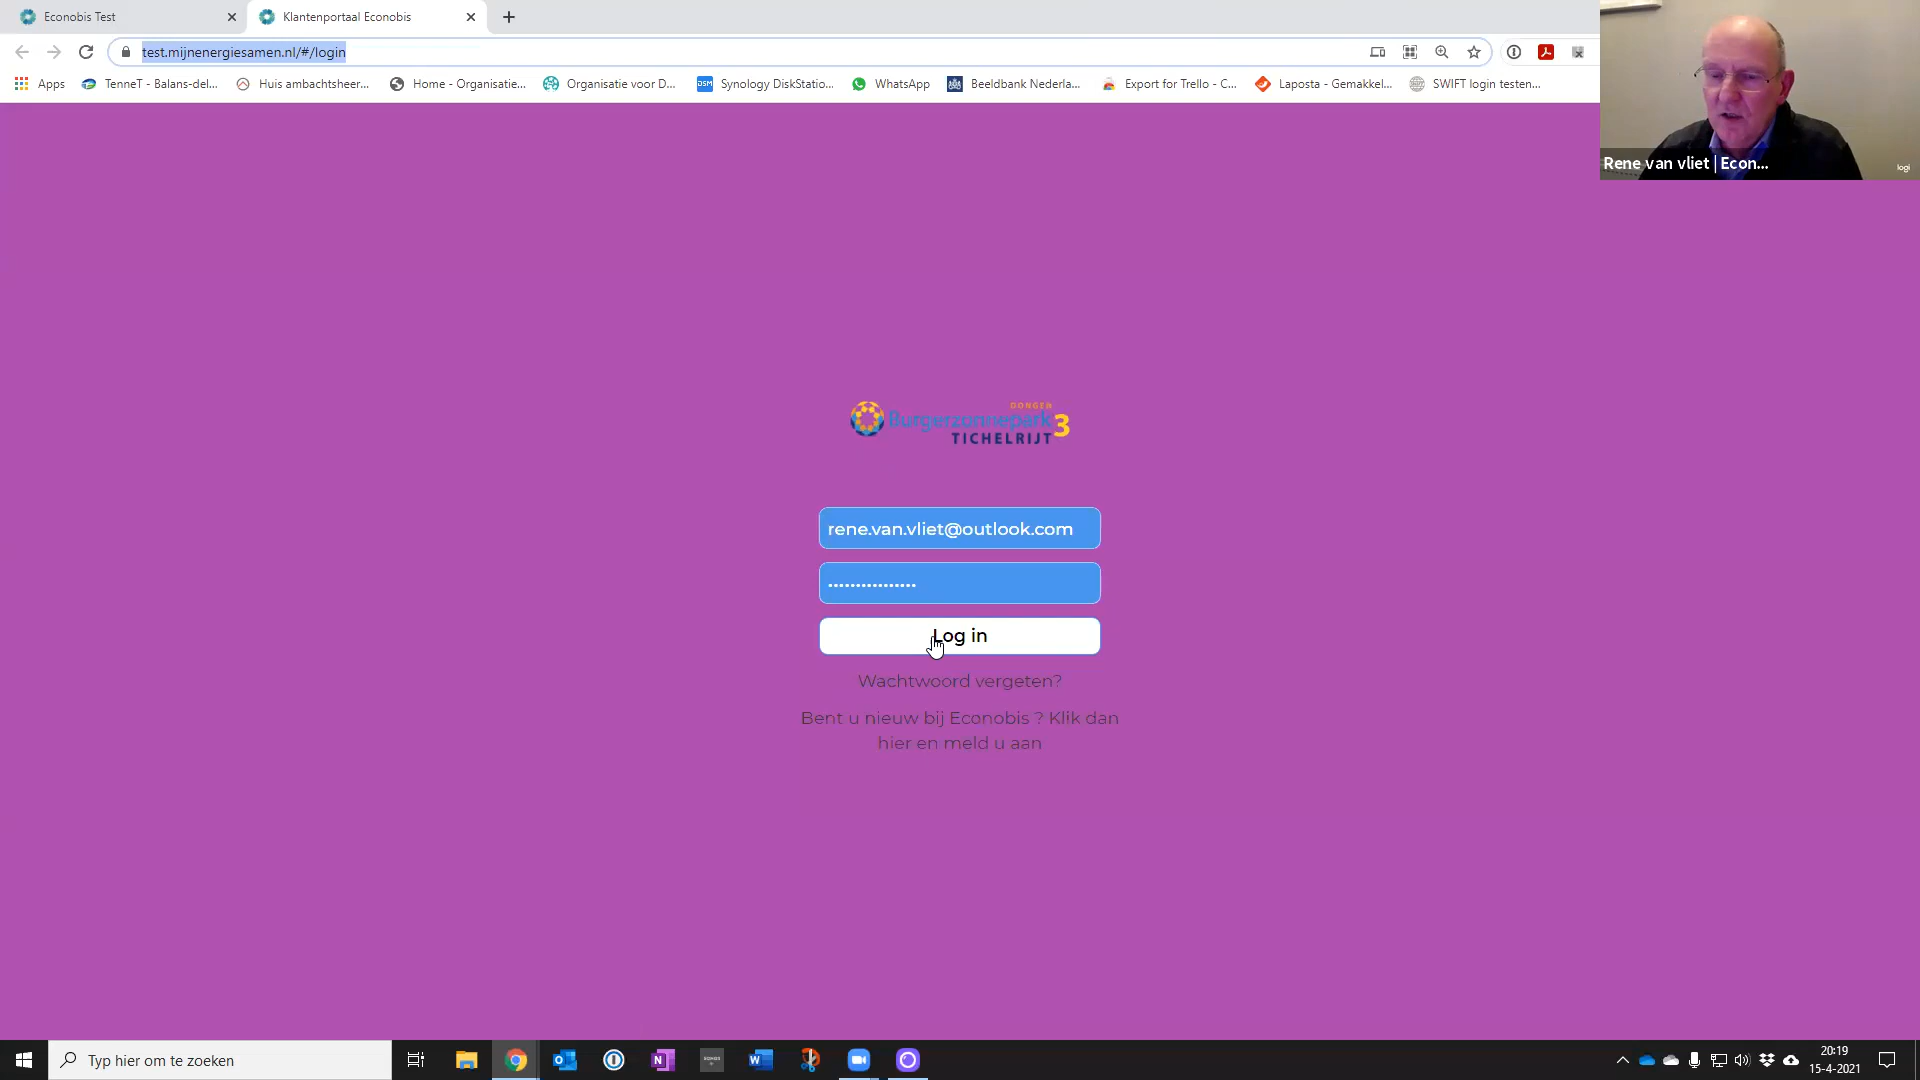 Econobis Test
Klantenportaal Econobis
test.mijnenergiesamen.nl/#/login
Apps
TenneT - Balans-del...
Huis ambachtsheer...
Home - Organisatie...
Organisatie voor D...
DSM
Synology DiskStatio...
WhatsApp
Beeldbank Nederla...
Export for Trello - C...
Laposta - Gemakkel...
SWIFT login testen...
Rene van vliet | Econ...
logi
DONGEN
Burgerzonnepark 3
TICHELRIJT
rene.van.vliet@outlook.com
Log in
Wachtwoord vergeten?
Bent u nieuw bij Econobis ? Klik dan
hier en meld u aan
Typ hier om te zoeken
20:19
15-4-2021